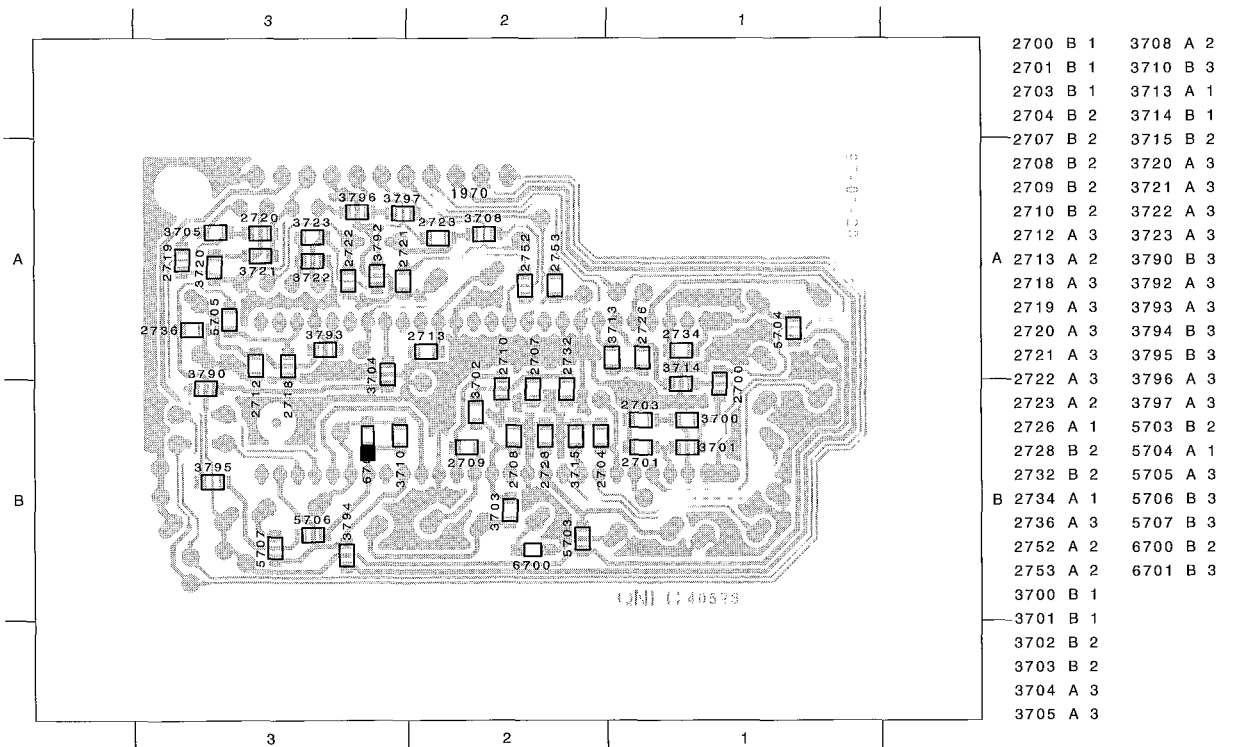 3 2 1
2700 B 1 3708 A 2
2701 B 1 3710 B 3
2703 B 1 3713 A 1
2704 B 2 3714 B 1
2707 B 2 3715 B 2
2708 B 2 3720 A 3
2709 B 2 3721 A 3
2710 B 2 3722 A 3
2712 A 3 3723 A 3
A 2713 A 2 3790 B 3
2718 A 3 3792 A 3
2719 A 3 3793 A 3
2720 A 3 3794 B 3
2721 A 3 3795 B 3
2722 A 3 3796 A 3
2723 A 2 3797 A 3
2726 A 1 5703 B 2
2728 B 2 5704 A 1
2732 B 2 5705 A 3
B 2734 A 1 5706 B 3
2736 A 3 5707 B 3
2752 A 2 6700 B 2
2753 A 2 6701 B 3
3700 B 1
3701 B 1
3702 B 2
3703 B 2
3704 A 3
3705 A 3
A
B
1970
3796 3797
3705 2720 3723 2723 3708
2722 3792 2721 2752 2753
2719 3720 3721 3722
5705 2736 3793 2713
3713 2726 2734 5704
3704 2710 2707 2732 3714
3790 2712 2718 3702 2700
2703 3700
3710 2709 2708 2728 3715 2704 2701 3701
3795
3703
5706 3794
5707 5703
6700
3 2 1